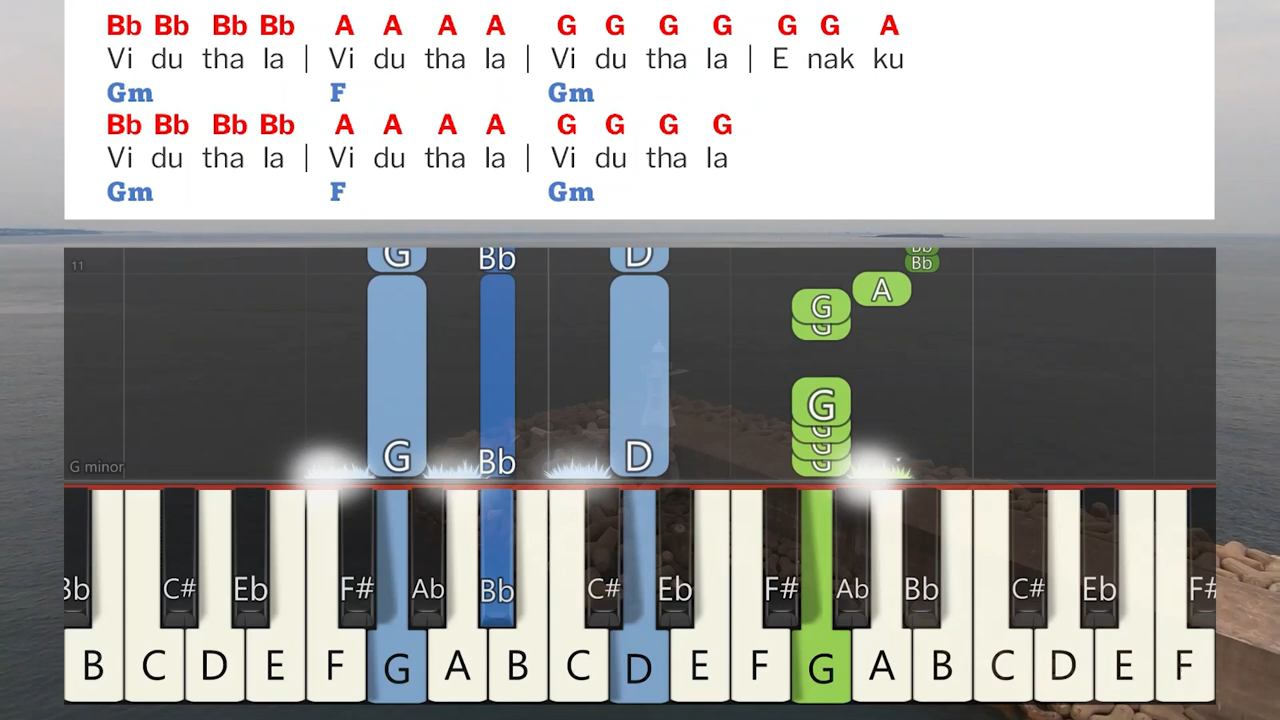 Bb Bb Bb Bb A A A A G G G G G G A
Vi du tha la | Vi du tha la | Vi du tha la | E nak ku
Gm F Gm
Bb Bb Bb Bb A A A A G G G G
Vi du tha la | Vi du tha la | Vi du tha la
Gm F Gm
G Bb D Bb
11 Bb
A
G
G
G
G
G
G minor G Bb D G
Bb C# Eb F# Ab Bb C# Eb F# Ab Bb C# Eb F#
B C D E F G A B C D E F G A B C D E F